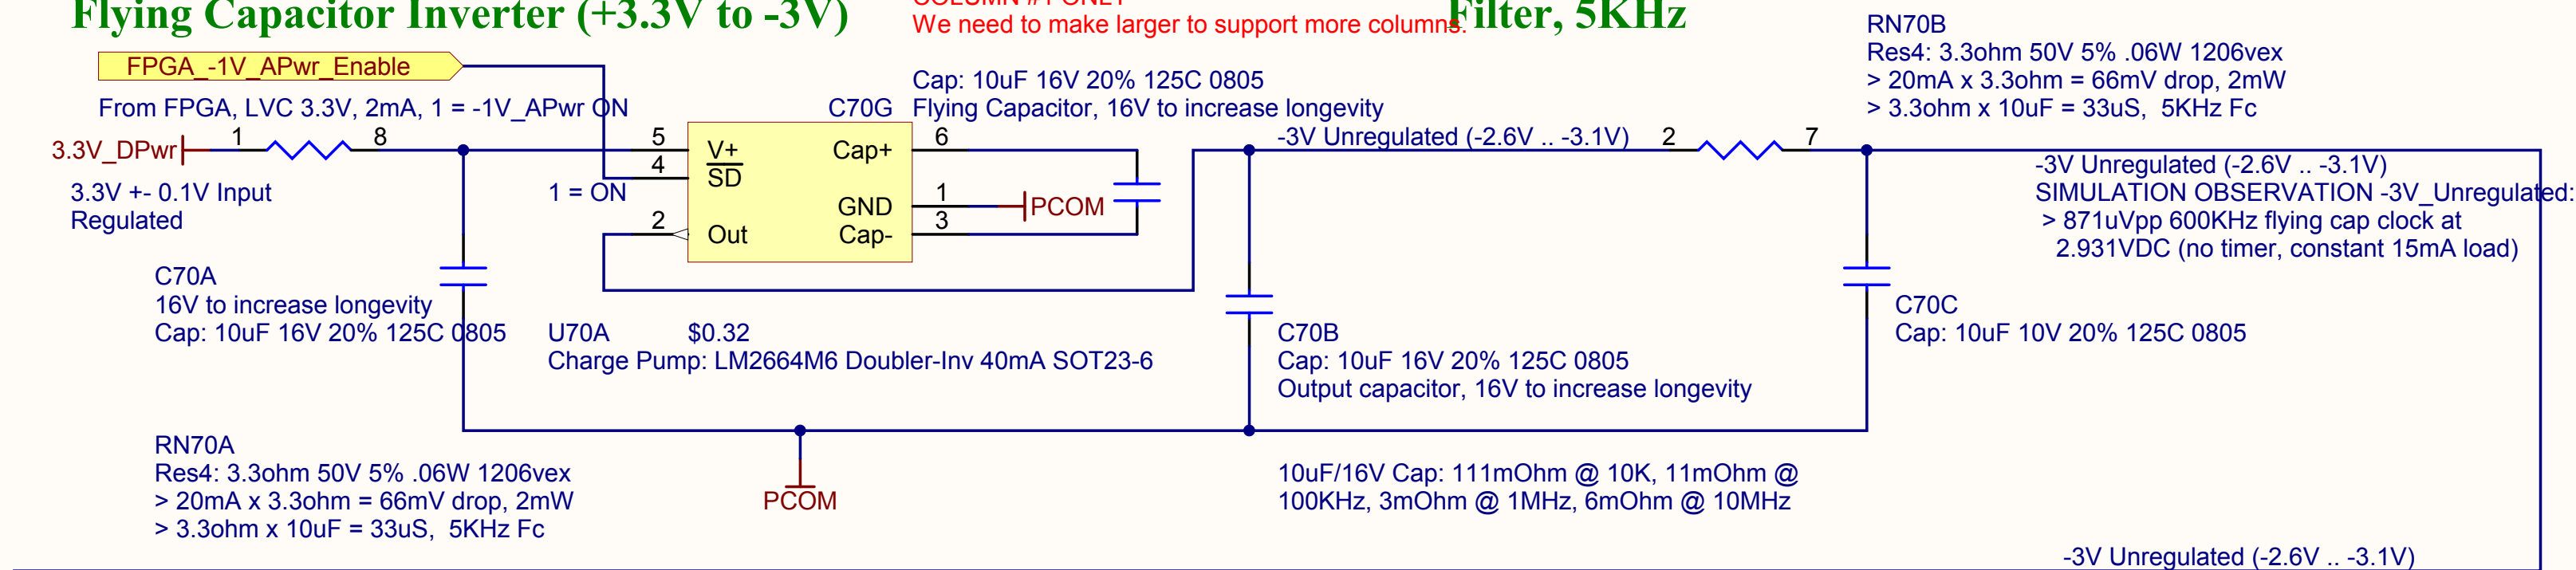 Flying Capacitor Inverter (+3.3V to -3V)
We need to make larger to support more columns.
Filter, 5KHz
FPGA_-1V_APwr_Enable
From FPGA, LVC 3.3V, 2mA, 1 = -1V_APwr ON
3.3V_DPwr
1
8
3.3V +- 0.1V Input
Regulated
C70A
16V to increase longevity
Cap: 10uF 16V 20% 125C 0805
RN70A
Res4: 3.3ohm 50V 5% .06W 1206vex
> 20mA x 3.3ohm = 66mV drop, 2mW
> 3.3ohm x 10uF = 33uS,  5KHz Fc
1 = ON
5
4
2
V+
SD
Out
Cap+
GND
Cap-
6
1
3
PCOM
C70G
Cap: 10uF 16V 20% 125C 0805
Flying Capacitor, 16V to increase longevity
U70A
$0.32
Charge Pump: LM2664M6 Doubler-Inv 40mA SOT23-6
PCOM
-3V Unregulated (-2.6V .. -3.1V)
2
7
C70B
Cap: 10uF 16V 20% 125C 0805
Output capacitor, 16V to increase longevity
10uF/16V Cap: 111mOhm @ 10K, 11mOhm @
100KHz, 3mOhm @ 1MHz, 6mOhm @ 10MHz
RN70B
Res4: 3.3ohm 50V 5% .06W 1206vex
> 20mA x 3.3ohm = 66mV drop, 2mW
> 3.3ohm x 10uF = 33uS,  5KHz Fc
-3V Unregulated (-2.6V .. -3.1V)
SIMULATION OBSERVATION -3V_Unregulated:
> 871uVpp 600KHz flying cap clock at
2.931VDC (no timer, constant 15mA load)
C70C
Cap: 10uF 10V 20% 125C 0805
-3V Unregulated (-2.6V .. -3.1V)